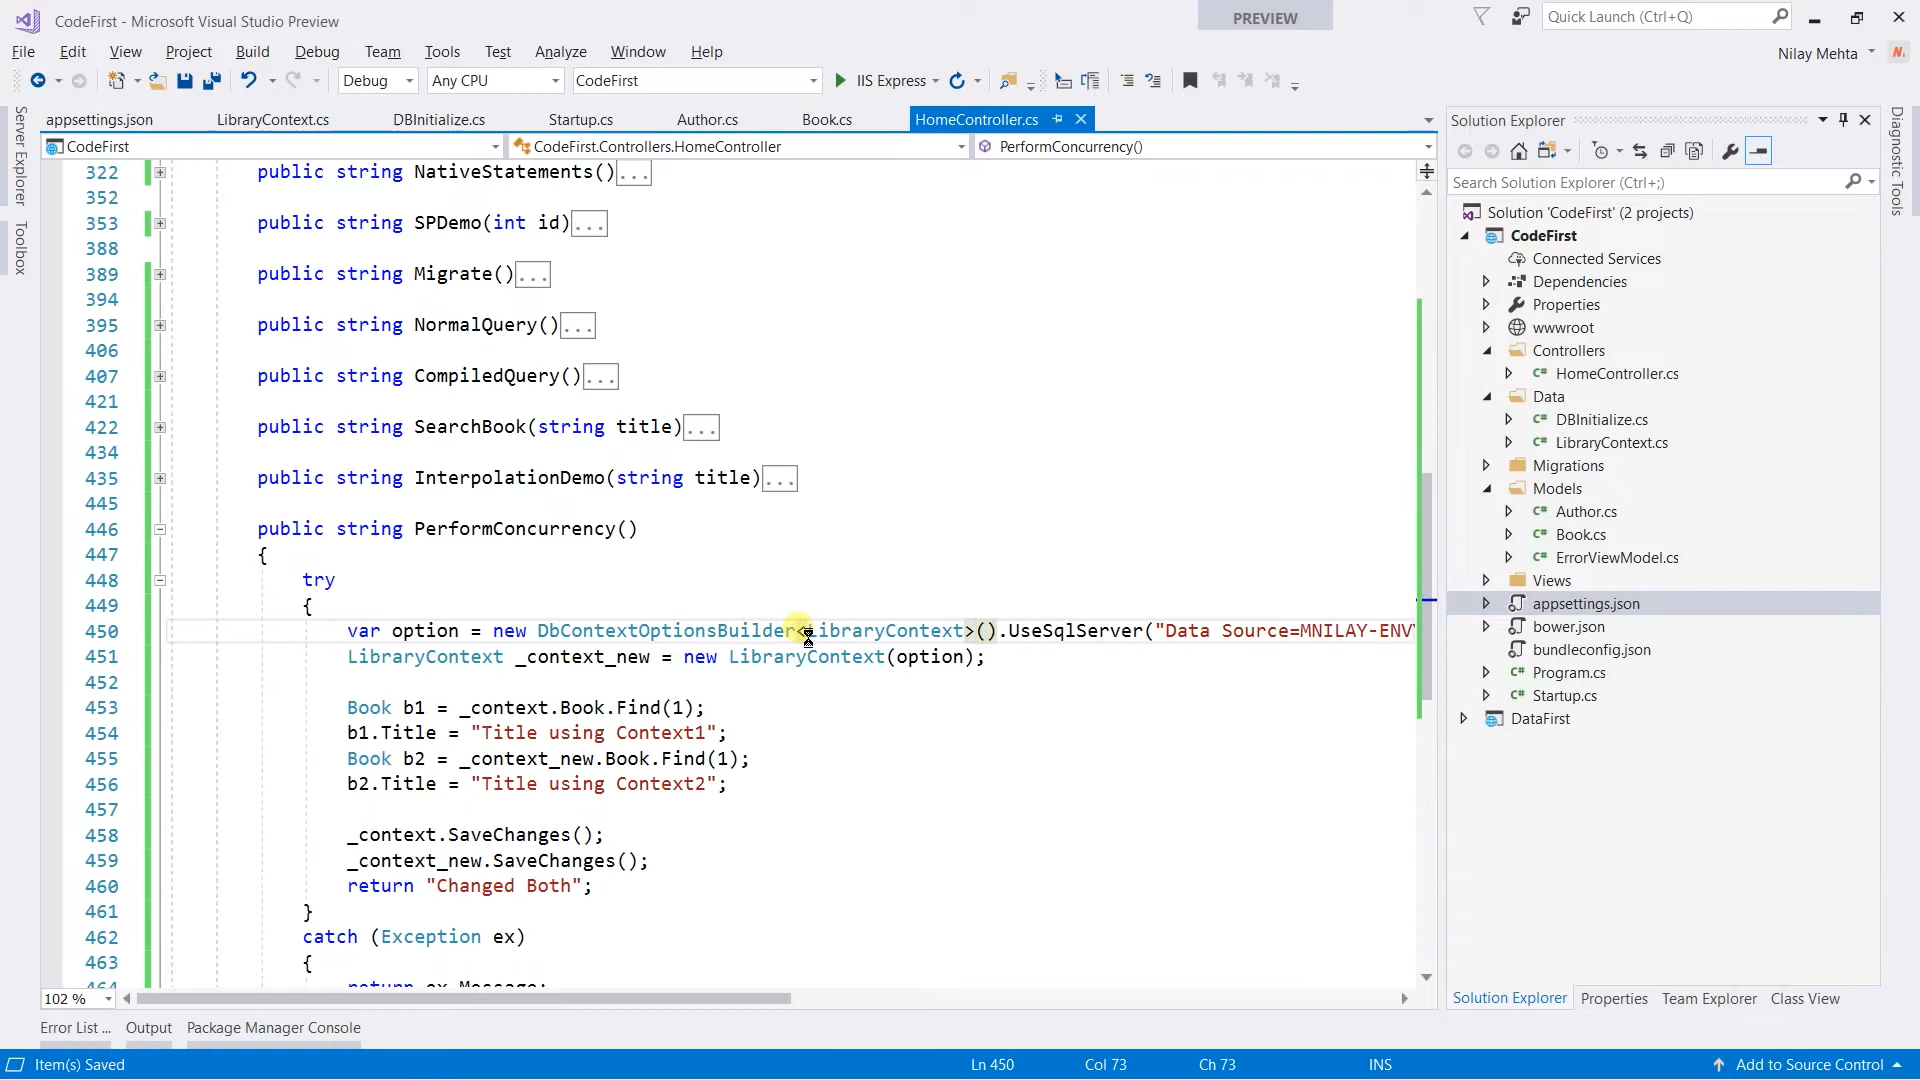 CodeFirst - Microsoft Visual Studio Preview
PREVIEW
Quick Launch (Ctrl+Q)
File Edit View Project Build Debug Team Tools Test Analyze Window Help
Nilay Mehta
Debug Any CPU CodeFirst IIS Express
Server Explorer
Toolbox
appsettings.json LibraryContext.cs DBInitialize.cs Startup.cs Author.cs Book.cs HomeController.cs
CodeFirst CodeFirst.Controllers.HomeController PerformConcurrency()
322 public string NativeStatements()...
352
353 public string SPDemo(int id)...
388
389 public string Migrate()...
394
395 public string NormalQuery()...
406
407 public string CompiledQuery()...
421
422 public string SearchBook(string title)...
434
435 public string InterpolationDemo(string title)...
445
446 public string PerformConcurrency()
447 {
448 try
449 {
450 var option = new DbContextOptionsBuilder<LibraryContext>().UseSqlServer("Data Source=MNILAY-ENV
451 LibraryContext _context_new = new LibraryContext(option);
452
453 Book b1 = _context.Book.Find(1);
454 b1.Title = "Title using Context1";
455 Book b2 = _context_new.Book.Find(1);
456 b2.Title = "Title using Context2";
457
458 _context.SaveChanges();
459 _context_new.SaveChanges();
460 return "Changed Both";
461 }
462 catch (Exception ex)
463 {
464 return ex.Message;
102 %
Solution Explorer
Search Solution Explorer (Ctrl+;)
Solution 'CodeFirst' (2 projects)
CodeFirst
Connected Services
Dependencies
Properties
wwwroot
Controllers
C# HomeController.cs
Data
C# DBInitialize.cs
C# LibraryContext.cs
Migrations
Models
C# Author.cs
C# Book.cs
C# ErrorViewModel.cs
Views
appsettings.json
bower.json
bundleconfig.json
C# Program.cs
C# Startup.cs
DataFirst
Solution Explorer Properties Team Explorer Class View
Diagnostic Tools
Error List ... Output Package Manager Console
Item(s) Saved Ln 450 Col 73 Ch 73 INS Add to Source Control